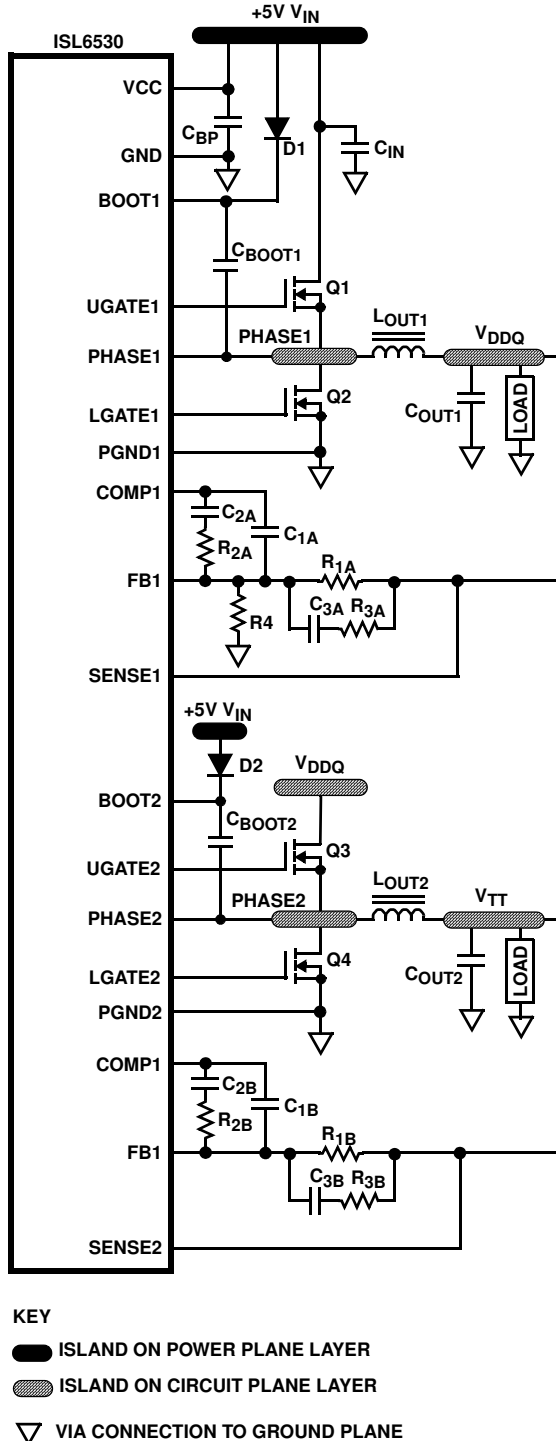 +5V VIN
ISL6530
VCC
CBP
D1
CIN
GND
BOOT1
CBOOT1
Q1
UGATE1
LOUT1
PHASE1
PHASE1
VDDQ
Q2
COUT1
LOAD
LGATE1
PGND1
COMP1
C2A
C1A
R2A
R1A
FB1
C3A
R3A
R4
SENSE1
+5V VIN
D2
VDDQ
BOOT2
CBOOT2
Q3
UGATE2
LOUT2
PHASE2
PHASE2
VTT
Q4
COUT2
LOAD
LGATE2
PGND2
COMP1
C2B
C1B
R2B
R1B
FB1
C3B
R3B
SENSE2
KEY
ISLAND ON POWER PLANE LAYER
ISLAND ON CIRCUIT PLANE LAYER
VIA CONNECTION TO GROUND PLANE